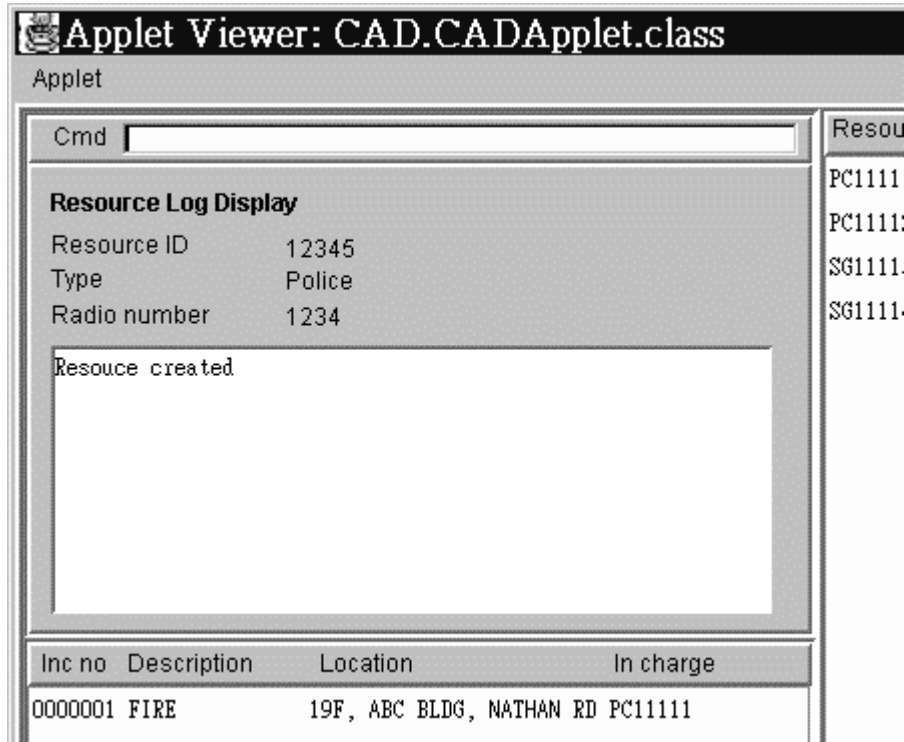 Applet Viewer: CAD.CADApplet.class
Applet
Cmd
Resource Log Display
Resource ID 12345
Type Police
Radio number 1234
Resouce created
Inc no Description Location In charge
0000001 FIRE 19F, ABC BLDG, NATHAN RD PC11111
Resou
PC1111
PC11112
SG1111
SG1111